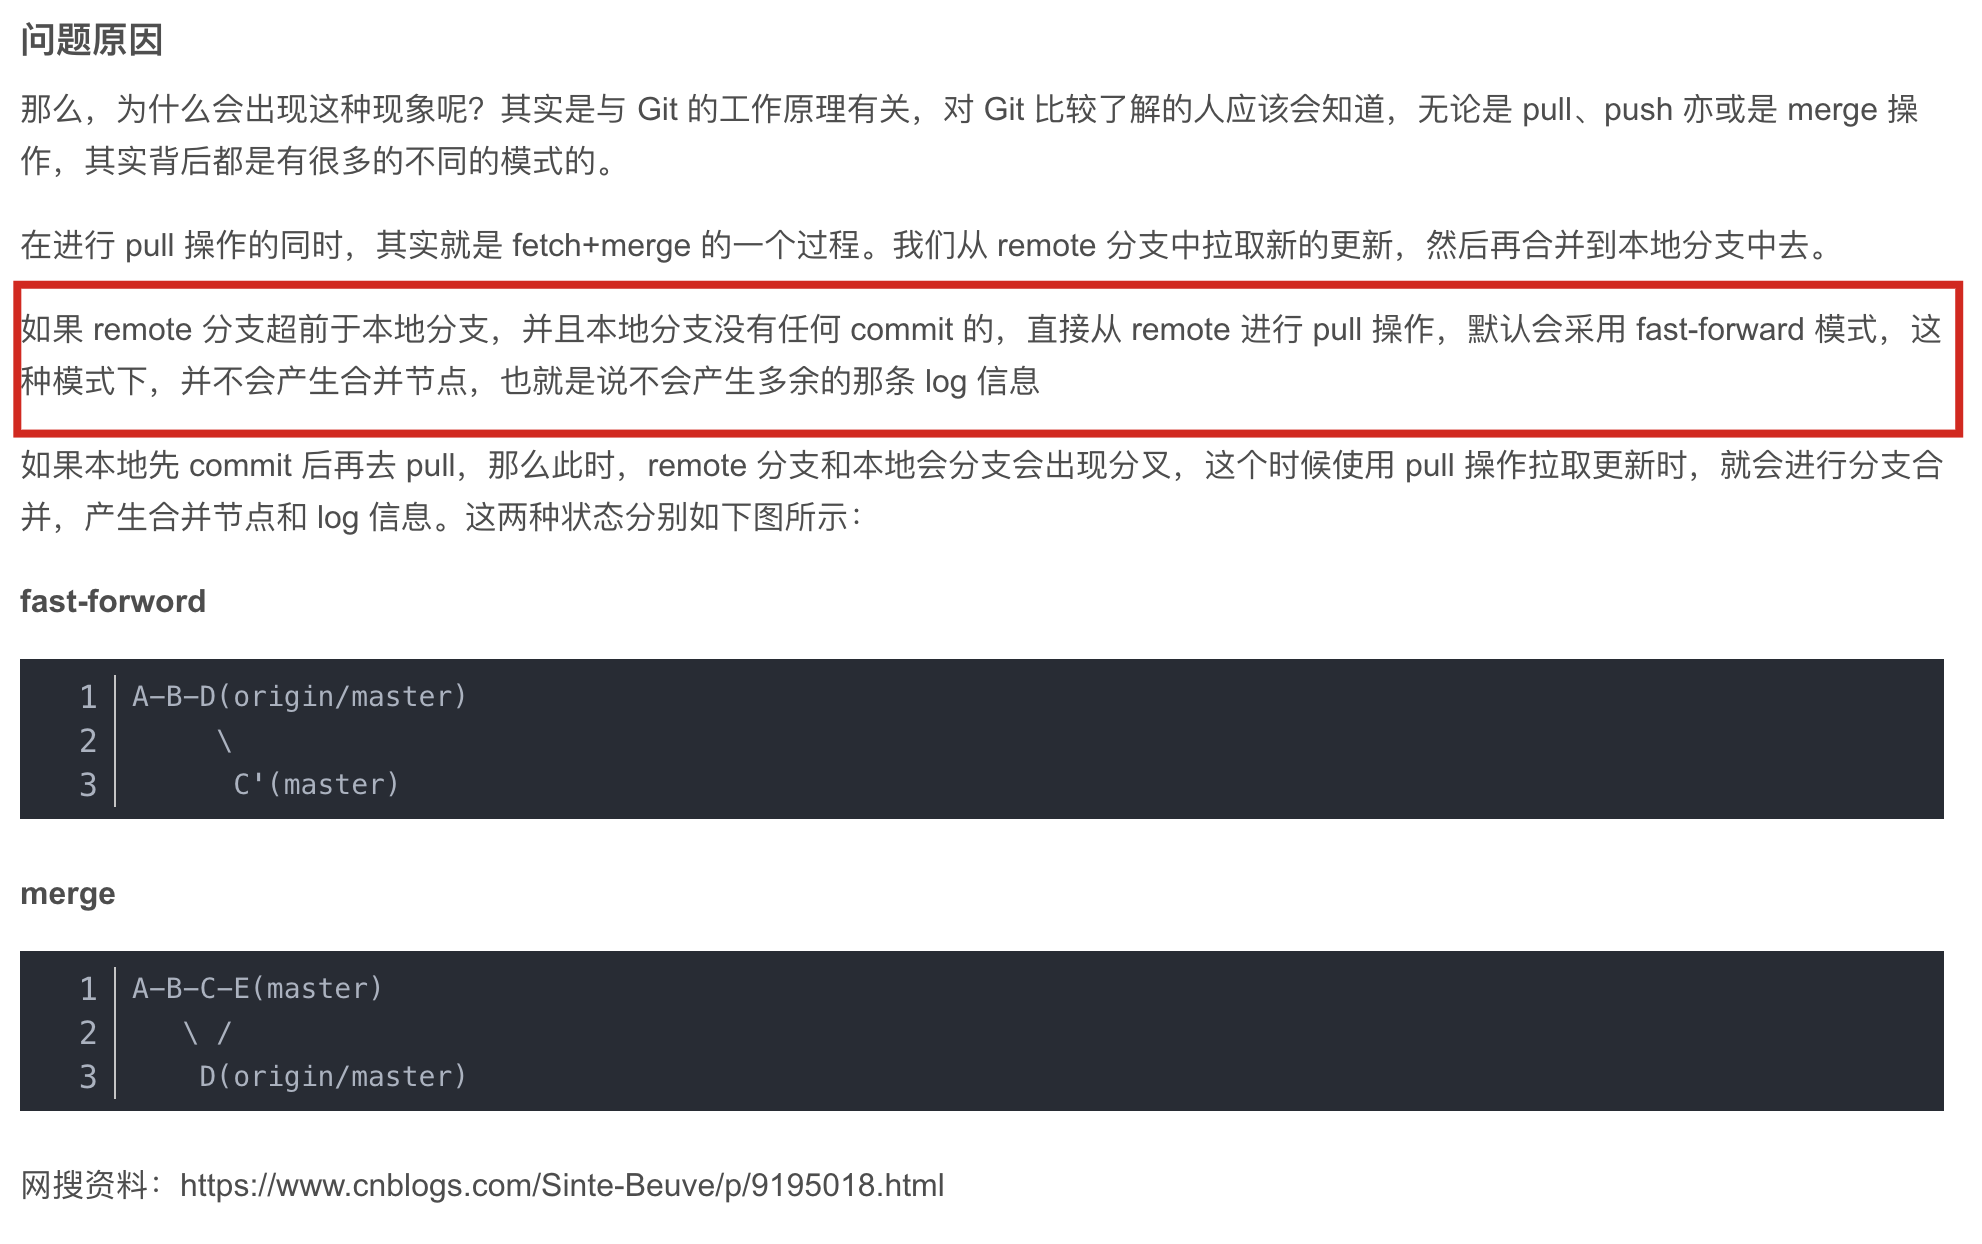 问题原因
那么，为什么会出现这种现象呢？其实是与 Git 的工作原理有关，对 Git 比较了解的人应该会知道，无论是 pull、push 亦或是 merge 操
作，其实背后都是有很多的不同的模式的。
在进行 pull 操作的同时，其实就是 fetch+merge 的一个过程。我们从 remote 分支中拉取新的更新，然后再合并到本地分支中去。
如果 remote 分支超前于本地分支，并且本地分支没有任何 commit 的，直接从 remote 进行 pull 操作，默认会采用 fast-forward 模式，这
种模式下，并不会产生合并节点，也就是说不会产生多余的那条 log 信息
如果本地先 commit 后再去 pull，那么此时，remote 分支和本地会分支会出现分叉，这个时候使用 pull 操作拉取更新时，就会进行分支合
并，产生合并节点和 log 信息。这两种状态分别如下图所示：
fast-forword
1 A-B-D(origin/master)
2      \
3       C'(master)
merge
1 A-B-C-E(master)
2    \ /
3     D(origin/master)
网搜资料：https://www.cnblogs.com/Sinte-Beuve/p/9195018.html